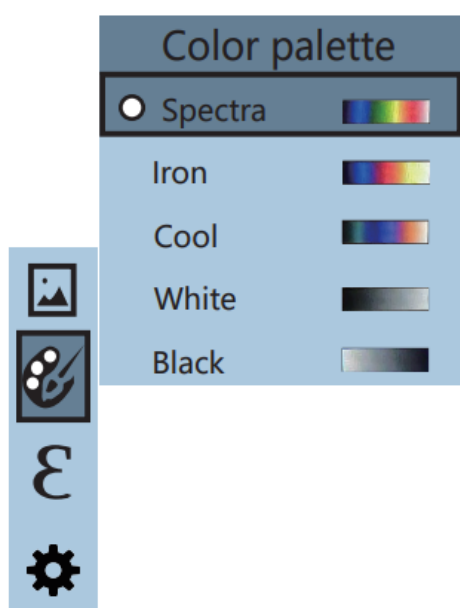 Color palette
Spectra
Iron
Cool
White
Black
ε